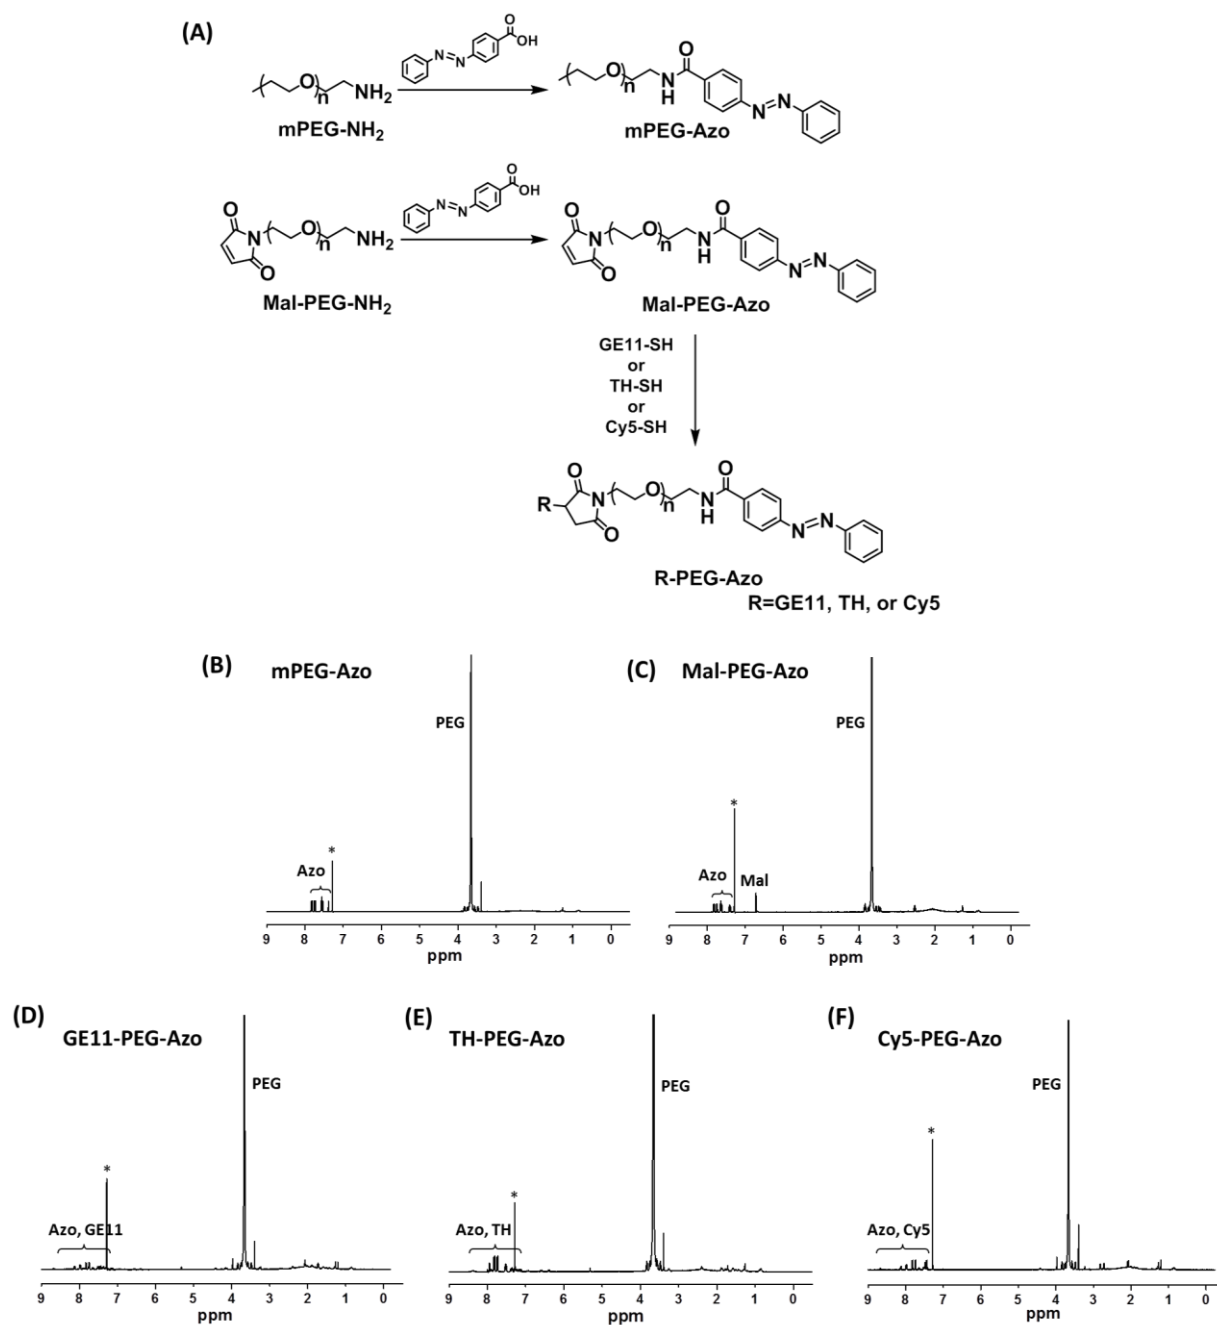 (A)
N=N
O
OH
O
n
NH2
mPEG-NH2
O
n
N
H
O
N=N
mPEG-Azo
N=N
O
OH
O
N
O
O
n
NH2
Mal-PEG-NH2
O
N
O
O
n
N
H
O
N=N
Mal-PEG-Azo
GE11-SH
or
TH-SH
or
Cy5-SH
R
O
N
O
O
n
N
H
O
N=N
R-PEG-Azo
R=GE11, TH, or Cy5
(B)
mPEG-Azo
PEG
*
Azo
9 8 7 6 5 4 3 2 1 0
ppm
(C)
Mal-PEG-Azo
PEG
*
Azo
Mal
9 8 7 6 5 4 3 2 1 0
ppm
(D)
GE11-PEG-Azo
PEG
*
Azo, GE11
9 8 7 6 5 4 3 2 1 0
ppm
(E)
TH-PEG-Azo
PEG
*
Azo, TH
9 8 7 6 5 4 3 2 1 0
ppm
(F)
Cy5-PEG-Azo
PEG
*
Azo, Cy5
9 8 7 6 5 4 3 2 1 0
ppm